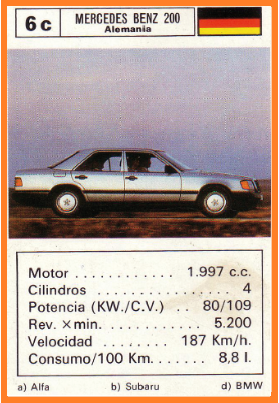 6c
MERCEDES BENZ 200
Alemania
Motor . . . . . . . . . . . 1.997 c.c.
Cilindros . . . . . . . . . . . . . 4
Potencia (KW./C.V.) . . 80/109
Rev. × min. . . . . . . . . . . 5.200
Velocidad . . . . . . . 187 Km/h.
Consumo/100 Km. . . . . . 8,8 l.
a) Alfa b) Subaru d) BMW